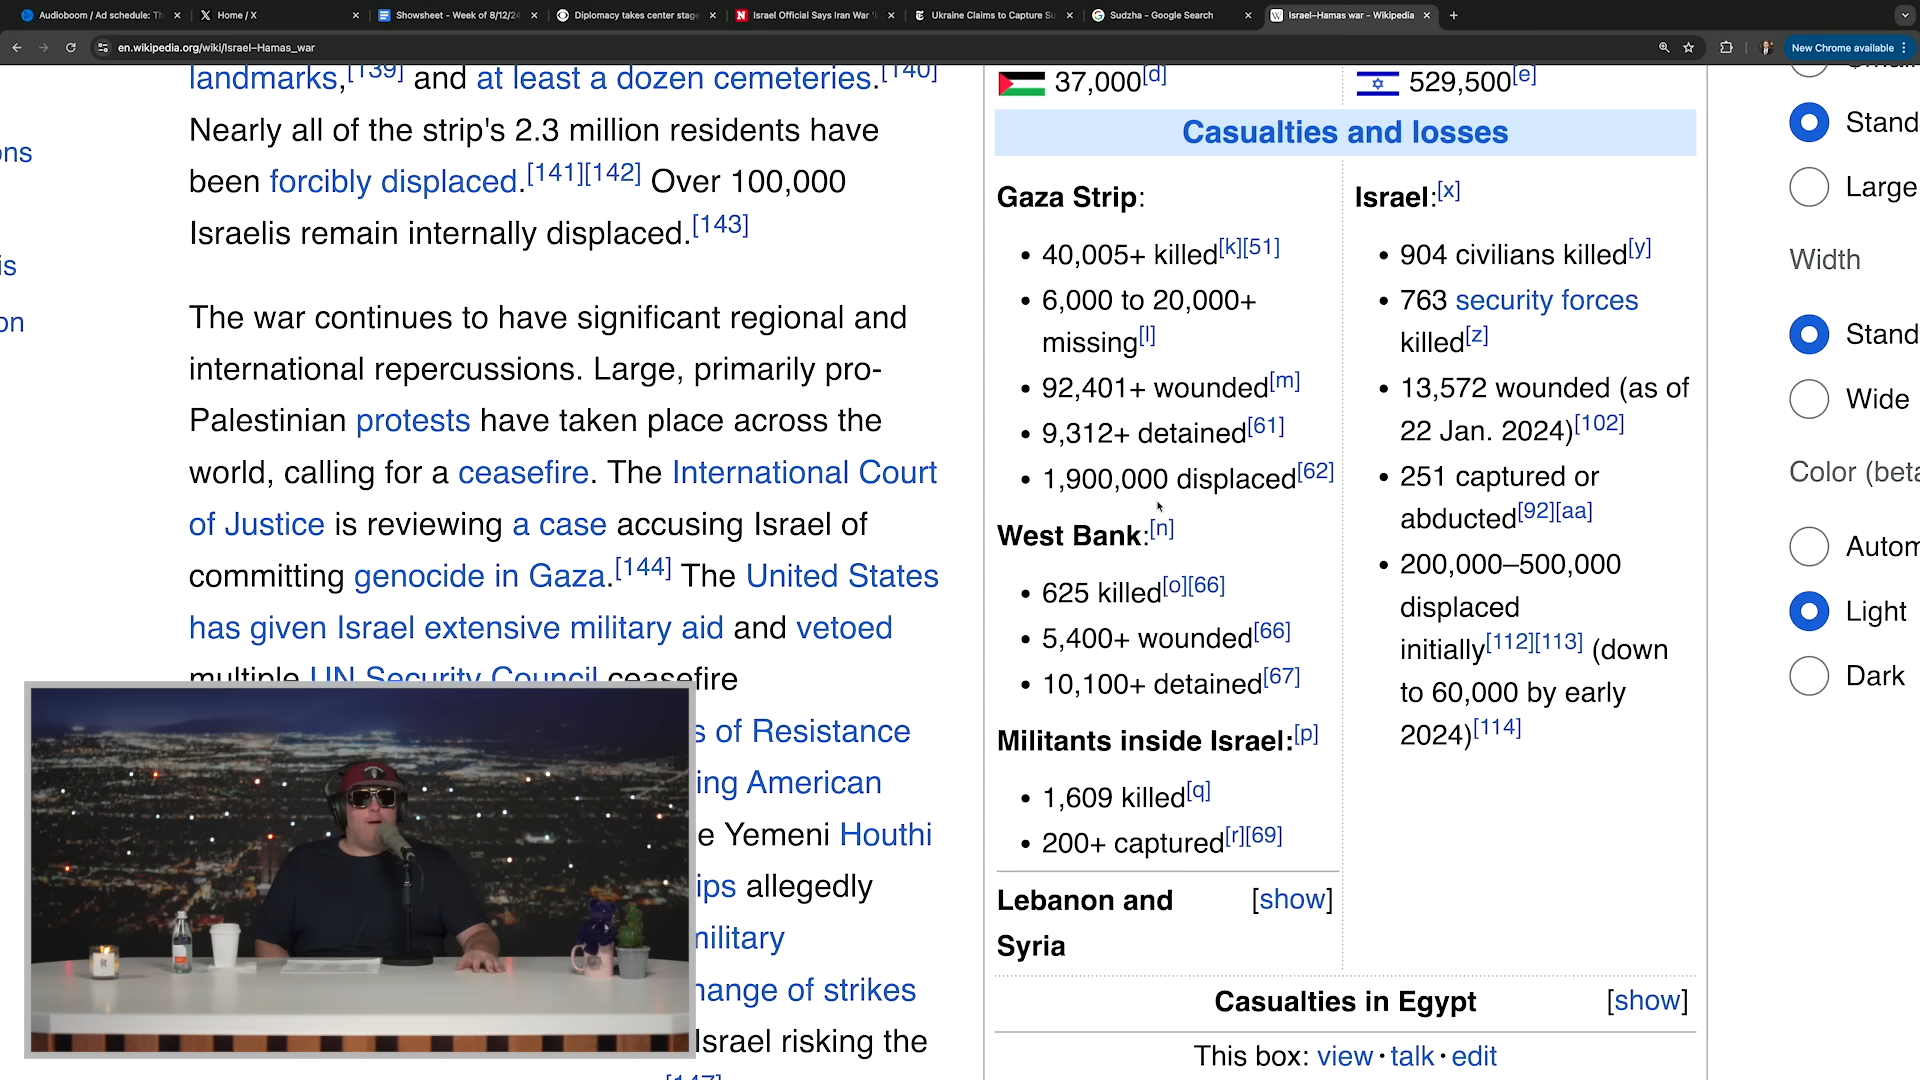 Audioboom / Ad schedule: Th
Home / X
Showsheet - Week of 8/12/24
Diplomacy takes center stag
Israel Official Says Iran War
Ukraine Claims to Capture Su
Sudzha - Google Search
Israel–Hamas war - Wikipedia
en.wikipedia.org/wiki/Israel–Hamas_war
New Chrome available
ons
is
on
landmarks,[139] and at least a dozen cemeteries.[140]
Nearly all of the strip's 2.3 million residents have
been forcibly displaced.[141][142] Over 100,000
Israelis remain internally displaced.[143]
The war continues to have significant regional and
international repercussions. Large, primarily pro-
Palestinian protests have taken place across the
world, calling for a ceasefire. The International Court
of Justice is reviewing a case accusing Israel of
committing genocide in Gaza.[144] The United States
has given Israel extensive military aid and vetoed
multiple UN Security Council ceasefire
s of Resistance
ing American
e Yemeni Houthi
ips allegedly
military
hange of strikes
Israel risking the
[147]
37,000[d]
529,500[e]
Casualties and losses
Gaza Strip:
• 40,005+ killed[k][51]
• 6,000 to 20,000+
missing[l]
• 92,401+ wounded[m]
• 9,312+ detained[61]
• 1,900,000 displaced[62]
West Bank:[n]
• 625 killed[o][66]
• 5,400+ wounded[66]
• 10,100+ detained[67]
Militants inside Israel:[p]
• 1,609 killed[q]
• 200+ captured[r][69]
Lebanon and [show]
Syria
Israel:[x]
• 904 civilians killed[y]
• 763 security forces
killed[z]
• 13,572 wounded (as of
22 Jan. 2024)[102]
• 251 captured or
abducted[92][aa]
• 200,000–500,000
displaced
initially[112][113] (down
to 60,000 by early
2024)[114]
Casualties in Egypt [show]
This box: view · talk · edit
Stand
Large
Width
Stand
Wide
Color (beta
Autom
Light
Dark